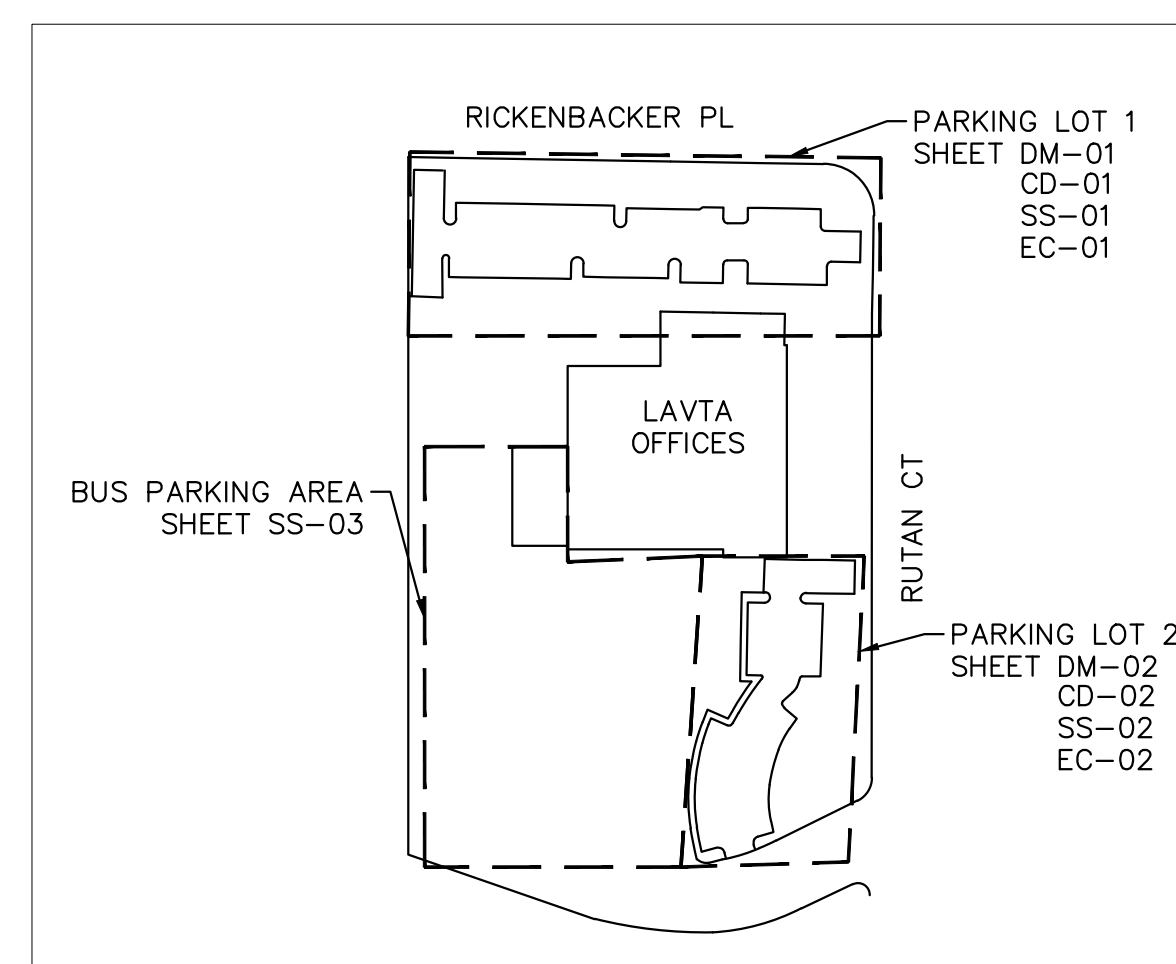 RICKENBACKER PL
PARKING LOT 1
SHEET DM-01
CD-01
SS-01
EC-01
LAVTA
OFFICES
BUS PARKING AREA
SHEET SS-03
RUTAN CT
PARKING LOT 2
SHEET DM-02
CD-02
SS-02
EC-02